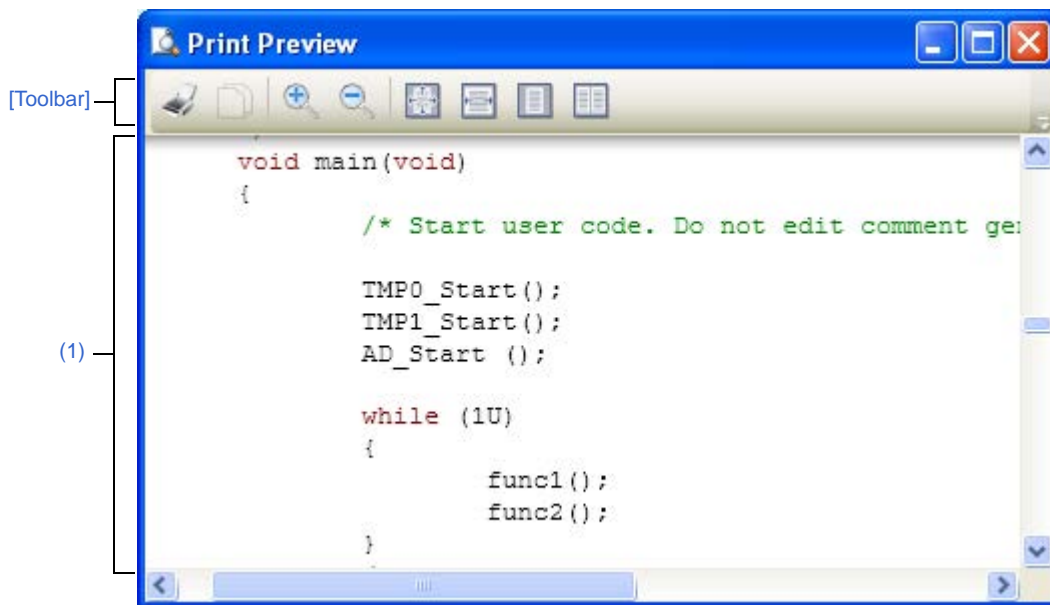 Print Preview
[Toolbar]
void main(void)
{
/* Start user code. Do not edit comment ge
TMP0_Start();
TMP1_Start();
AD_Start ();
(1)
while (1U)
{
func1();
func2();
}